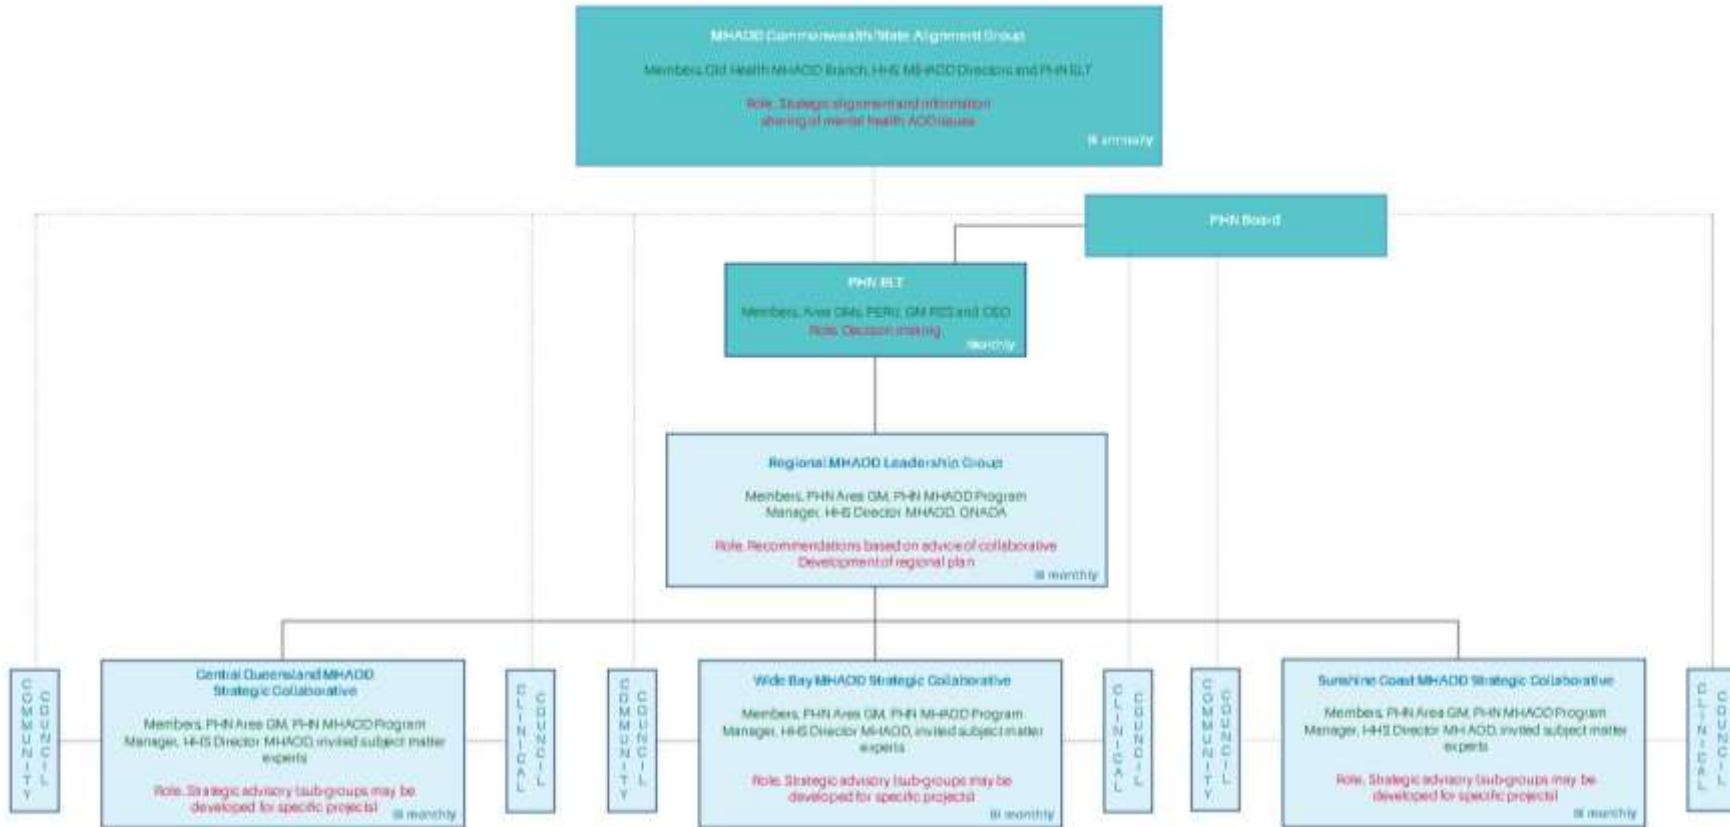 MHAOD Commonwealth/State Alignment Group
Members, Qld Health MHAOD Branch, HHS MHAOD Directors and PHN ELT
Role, Strategic alignment and information
sharing of mental health AOD issues
Bi annually
PHN Board
PHN ELT
Members, Area GMs, PERU, GM and CEO
Role, Decision making
Monthly
Regional MHAOD Leadership Group
Members, PHN Area GM, PHN MHAOD Program
Manager, HHS Director MHAOD, QNADA
Role, Recommendations based on advice of collaborative
Development of regional plan
Bi monthly
COMMUNITY
COUNCIL
Central Queensland MHAOD
Strategic Collaborative
Members, PHN Area GM, PHN MHAOD Program
Manager, HHS Director MHAOD, invited subject matter
experts
Role, Strategic advisory (sub-groups may be
developed for specific projects)
Bi monthly
CLINICAL
COUNCIL
COMMUNITY
COUNCIL
Wide Bay MHAOD Strategic Collaborative
Members, PHN Area GM, PHN MHAOD Program
Manager, HHS Director MHAOD, invited subject matter
experts
Role, Strategic advisory (sub-groups may be
developed for specific projects)
Bi monthly
CLINICAL
COUNCIL
COMMUNITY
COUNCIL
Sunshine Coast MHAOD Strategic Collaborative
Members, PHN Area GM, PHN MHAOD Program
Manager, HHS Director MH AOD, invited subject matter
experts
Role, Strategic advisory (sub-groups may be
developed for specific projects)
Bi monthly
CLINICAL
COUNCIL